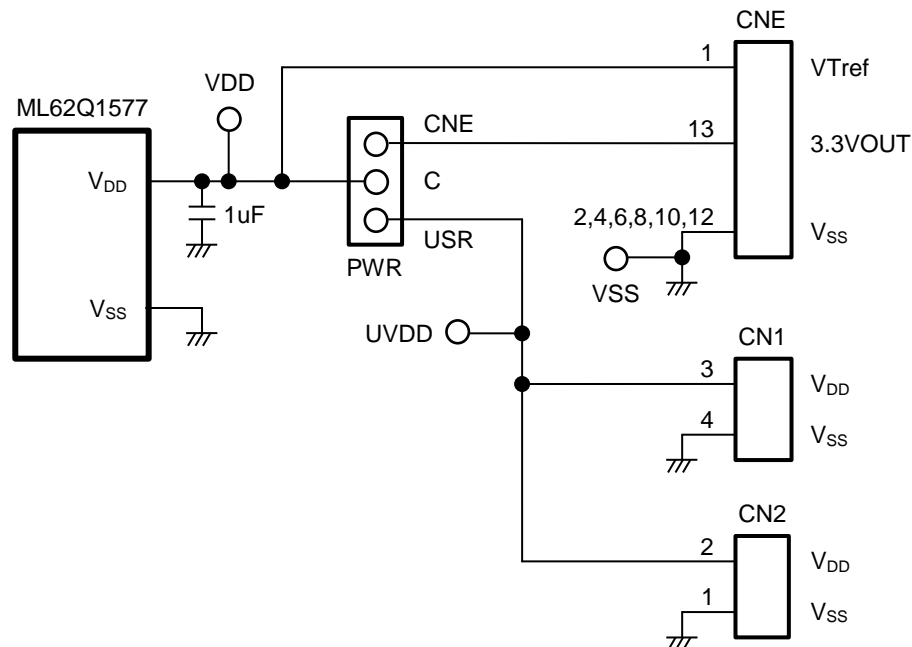 CNE
1
VTref
VDD
ML62Q1577
CNE
13
3.3VOUT
VDD
C
1uF
2,4,6,8,10,12
USR
VSS
PWR
VSS
VSS
UVDD
CN1
3
VDD
4
VSS
CN2
2
VDD
1
VSS